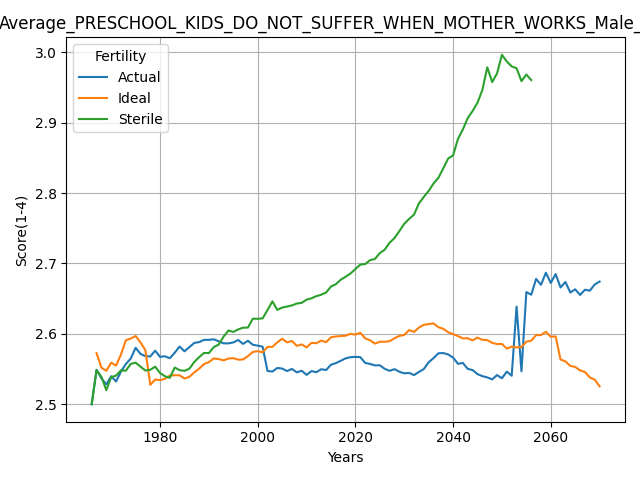 Average_PRESCHOOL_KIDS_DO_NOT_SUFFER_WHEN_MOTHER_WORKS_Male_
Fertility
Actual
Ideal
Sterile
Score(1-4)
3.0
2.9
2.8
2.7
2.6
2.5
1980 2000 2020 2040 2060
Years